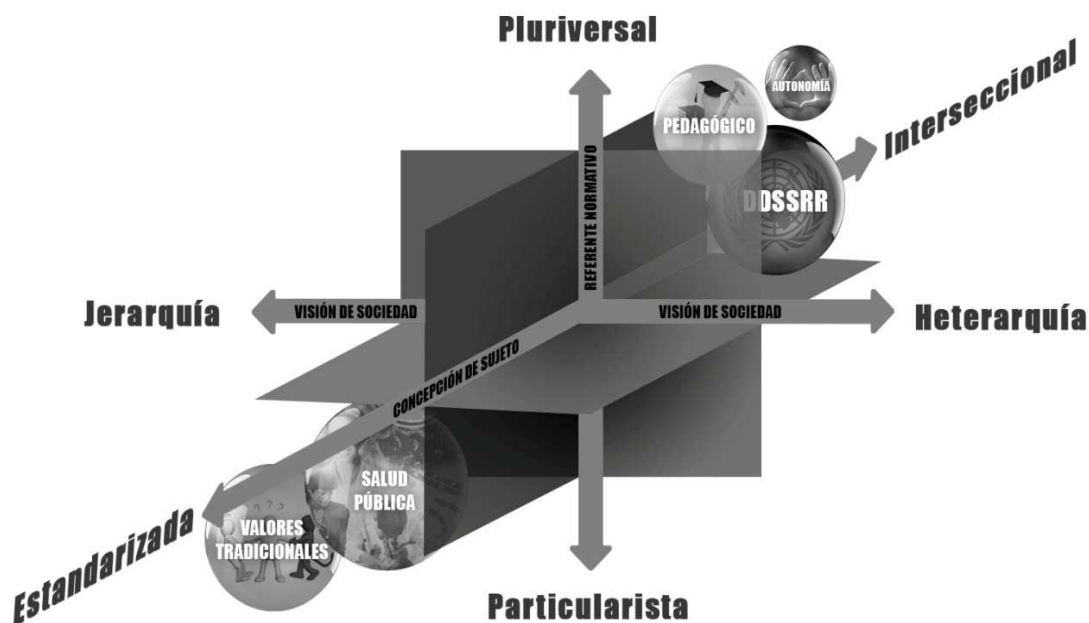 Pluriversal
Interseccional
AUTONOMÍA
PEDAGÓGICO
DDSSRR
REFERENTE NORMATIVO
Jerarquía
VISIÓN DE SOCIEDAD
VISIÓN DE SOCIEDAD
Heterarquía
CONCEPCIÓN DE SUJETO
SALUD
PÚBLICA
VALORES
TRADICIONALES
Estandarizada
Particularista